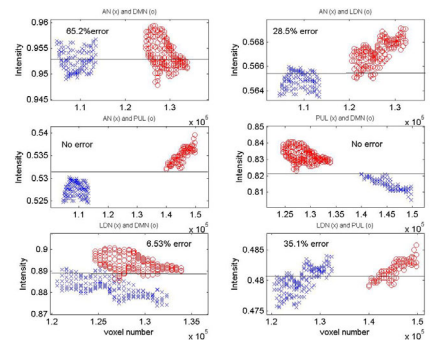 AN (x) and DMN (o)
65.2%error
0.96
0.955
0.95
0.945
Intensity
1.1 1.2 1.3
x 10^5
AN (x) and LDN (o)
28.5% error
0.568
0.566
0.564
Intensity
1.1 1.2 1.3
x 10^5
AN (x) and PUL (o)
No error
0.54
0.535
0.53
0.525
Intensity
1.1 1.2 1.3 1.4 1.5
x 10^5
PUL (x) and DMN (o)
No error
0.85
0.84
0.83
0.82
0.81
0.8
Intensity
1.2 1.3 1.4 1.5
x 10^5
LDN (x) and DMN (o)
6.53% error
0.9
0.89
0.88
0.87
Intensity
1.2 1.25 1.3 1.35
voxel number
x 10^5
LDN (x) and PUL (o)
35.1% error
0.485
0.48
0.475
Intensity
1.2 1.3 1.4 1.5
voxel number
x 10^5